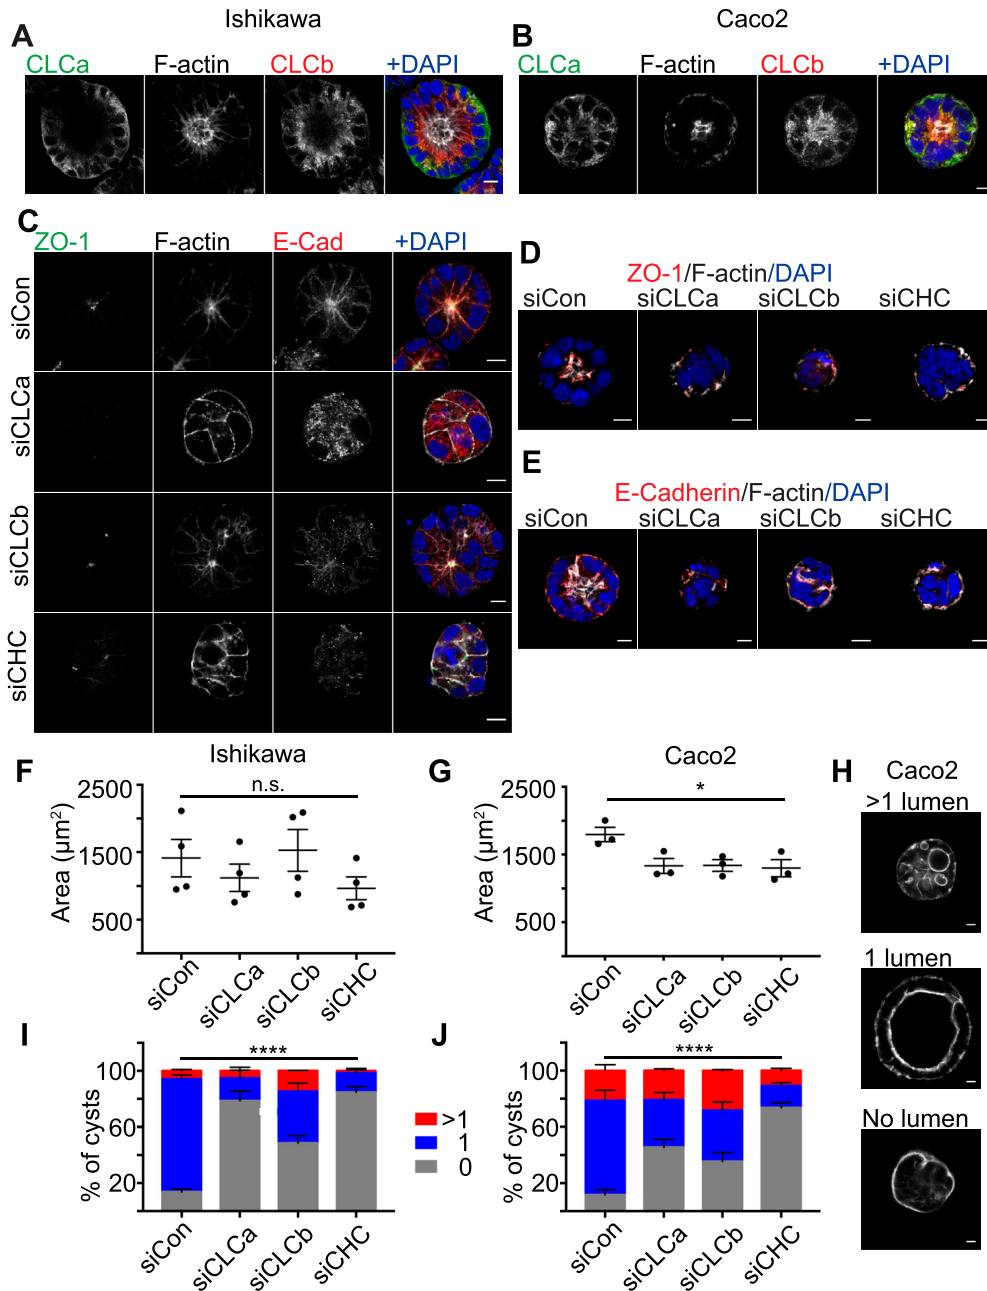 Ishikawa
Caco2
A
B
CLCa F-actin CLCb +DAPI
CLCa F-actin CLCb +DAPI
C
ZO-1 F-actin E-Cad +DAPI
siCon
siCLCa
siCLCb
siCHC
D
ZO-1/F-actin/DAPI
siCon siCLCa siCLCb siCHC
E
E-Cadherin/F-actin/DAPI
siCon siCLCa siCLCb siCHC
F
Ishikawa
n.s.
Area (µm²)
2500
1500
500
siCon siCLCa siCLCb siCHC
G
Caco2
*
Area (µm²)
2500
1500
500
siCon siCLCa siCLCb siCHC
H
Caco2
>1 lumen
1 lumen
No lumen
I
****
% of cysts
100
60
20
siCon siCLCa siCLCb siCHC
>1
1
0
J
****
% of cysts
100
60
20
siCon siCLCa siCLCb siCHC